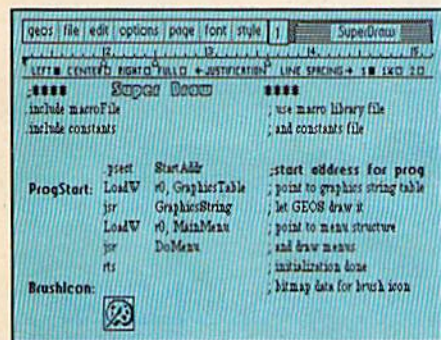 geos file edit options page font style 1 SuperDraw
12 13 14 15
LEFT CENTER RIGHT FULL ← JUSTIFICATION LINE SPACING → 1 1½ 2
;**** Super Draw ****
.include macroFile ; use macro library file
.include constants ; and constants file
.psect StartAddr ;start address for prog
ProgStart: LoadW r0, GraphicsTable ; point to graphics string table
jsr GraphicsString ; let GEOS draw it
LoadW r0, MainMenu ; point to menu structure
jsr DoMenu ; and draw menus
rts ; initialization done
BrushIcon: ; bitmap data for brush icon